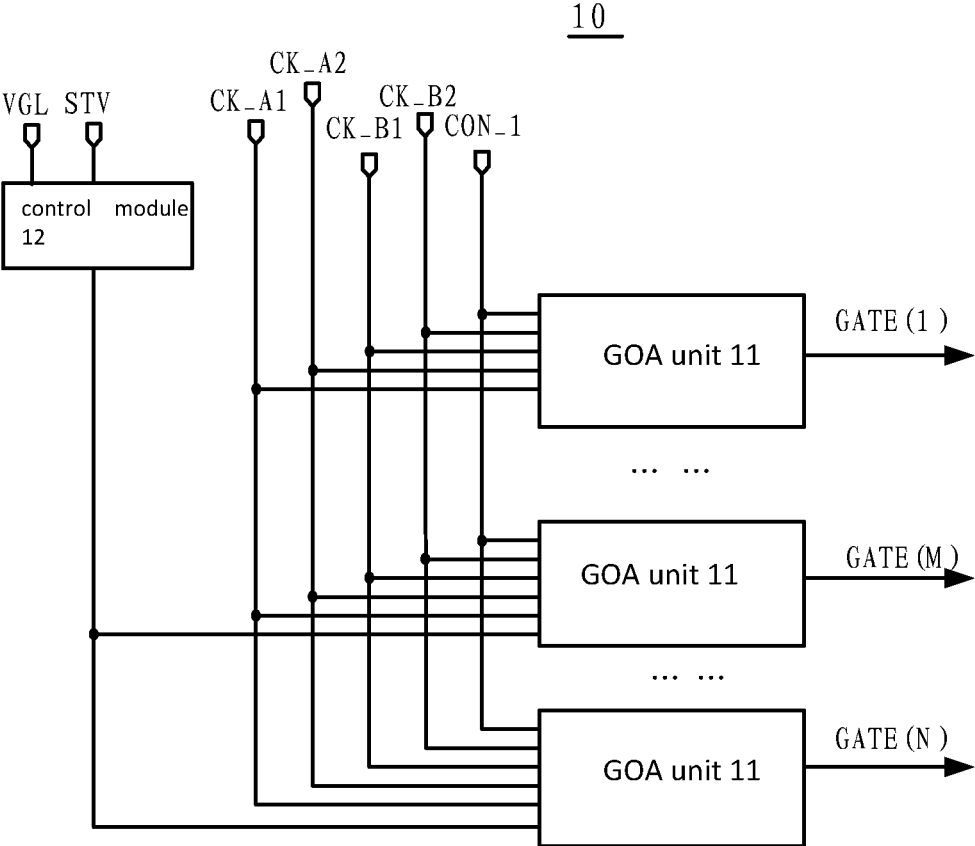 10
CK_A2
VGL STV
CK_A1
CK_B2
CK_B1
CON_1
control module
12
GATE(1)
GOA unit 11
... ...
GATE(M)
GOA unit 11
... ...
GATE(N)
GOA unit 11